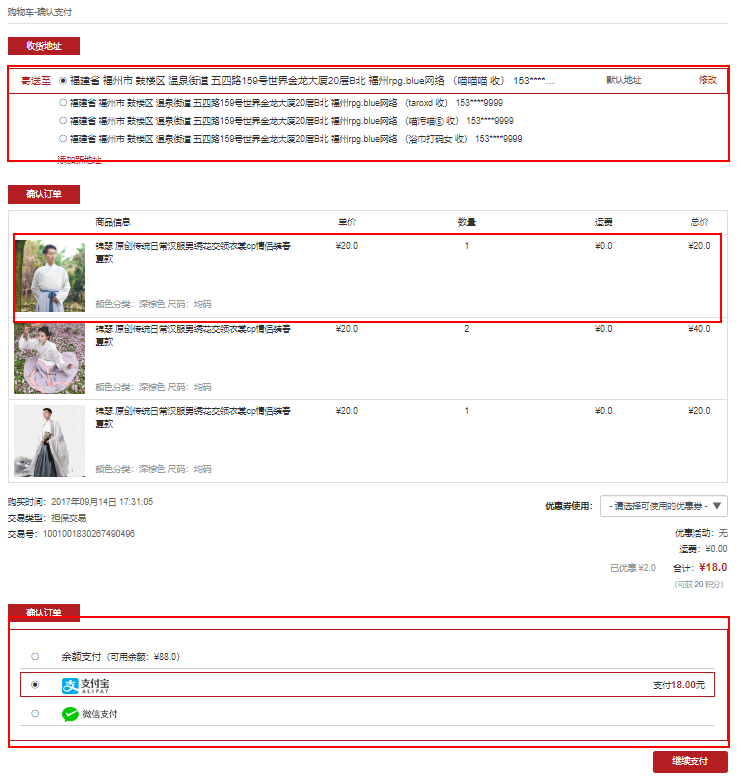 购物车-确认支付
收货地址
寄送至 福建省 福州市 鼓楼区 温泉街道 五四路159号世界金龙大厦20层B北 福州rpg.blue网络 （喵喵喵 收） 153****… 默认地址 修改
福建省 福州市 鼓楼区 温泉街道 五四路159号世界金龙大厦20层B北 福州rpg.blue网络 （taroxd 收） 153****9999
福建省 福州市 鼓楼区 温泉街道 五四路159号世界金龙大厦20层B北 福州rpg.blue网络 （喵污喵⑤ 收） 153****9999
福建省 福州市 鼓楼区 温泉街道 五四路159号世界金龙大厦20层B北 福州rpg.blue网络 （浴巾打码女 收） 153****9999
添加新地址
确认订单
商品信息 单价 数量 运费 总价
锦瑟 原创传统日常汉服男绣花交领衣裳cp情侣装春 ¥20.0 1 ¥0.0 ¥20.0
夏款
颜色分类：深棕色 尺码：均码
锦瑟 原创传统日常汉服男绣花交领衣裳cp情侣装春 ¥20.0 2 ¥0.0 ¥40.0
夏款
颜色分类：深棕色 尺码：均码
锦瑟 原创传统日常汉服男绣花交领衣裳cp情侣装春 ¥20.0 1 ¥0.0 ¥20.0
夏款
颜色分类：深棕色 尺码：均码
购买时间：2017年09月14日 17:31:05
优惠券使用： - 请选择可使用的优惠券 -
交易类型：担保交易
交易号：1001001830267490496
优惠活动：无
运费：¥0.00
已优惠 ¥2.0 合计：¥18.0
（可获 20 积分）
确认订单
余额支付（可用余额：¥88.0）
支付宝 支付18.00元
ALIPAY
微信支付
继续支付